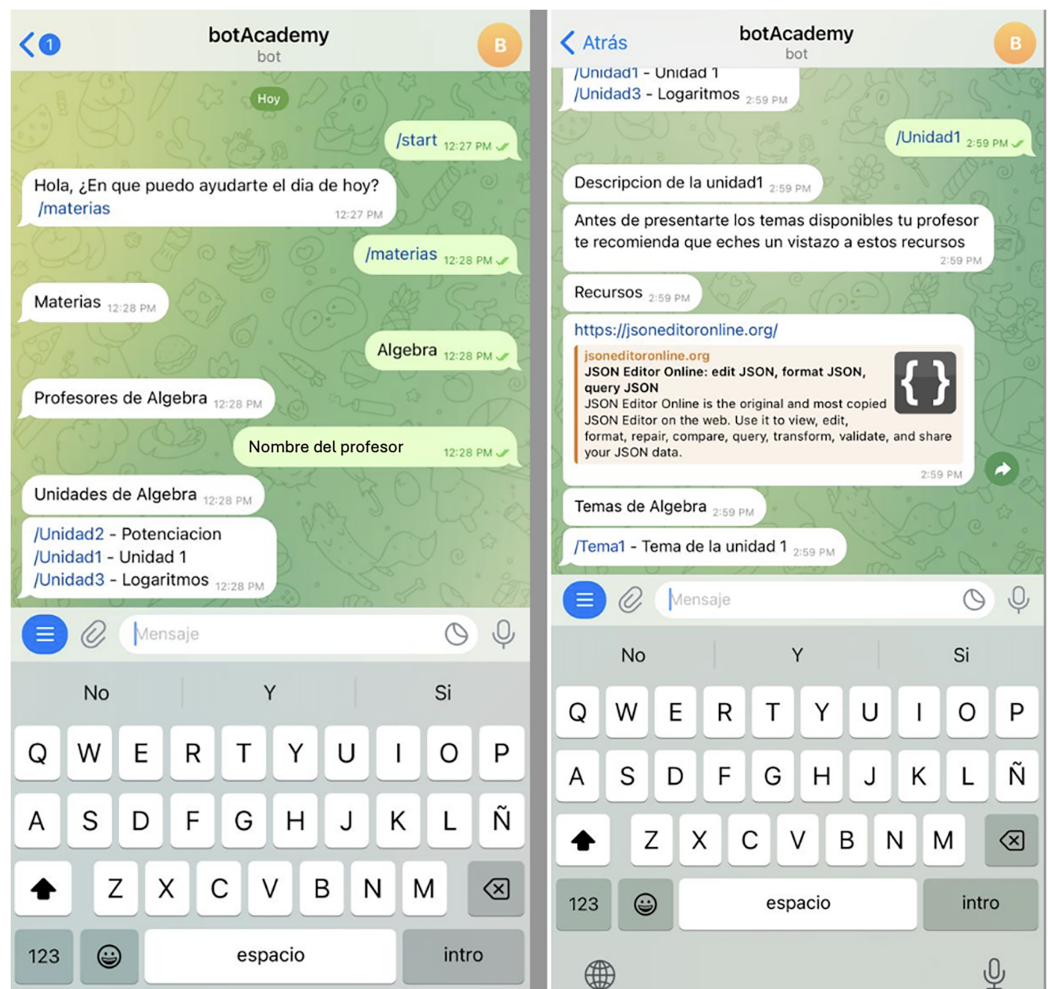 1
botAcademy
bot
B
Hoy
/start 12:27 PM
Hola, ¿En que puedo ayudarte el dia de hoy?
/materias
12:27 PM
/materias 12:28 PM
Materias 12:28 PM
Algebra 12:28 PM
Profesores de Algebra 12:28 PM
Nombre del profesor 12:28 PM
Unidades de Algebra 12:28 PM
/Unidad2 - Potenciacion
/Unidad1 - Unidad 1
/Unidad3 - Logaritmos 12:28 PM
Mensaje
No Y Si
Q W E R T Y U I O P
A S D F G H J K L Ñ
Z X C V B N M
123 espacio intro
Atrás
botAcademy
bot
B
/Unidad1 - Unidad 1
/Unidad3 - Logaritmos 2:59 PM
/Unidad1 2:59 PM
Descripcion de la unidad1 2:59 PM
Antes de presentarte los temas disponibles tu profesor
te recomienda que eches un vistazo a estos recursos
2:59 PM
Recursos 2:59 PM
https://jsoneditoronline.org/
jsoneditoronline.org
JSON Editor Online: edit JSON, format JSON,
query JSON
{}
JSON Editor Online is the original and most copied
JSON Editor on the web. Use it to view, edit,
format, repair, compare, query, transform, validate, and share
your JSON data.
2:59 PM
Temas de Algebra 2:59 PM
/Tema1 - Tema de la unidad 1 2:59 PM
Mensaje
No Y Si
Q W E R T Y U I O P
A S D F G H J K L Ñ
Z X C V B N M
123 espacio intro